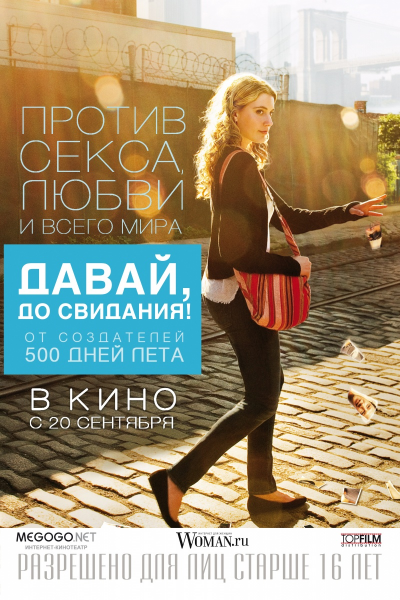 ПРОТИВ
СЕКСА,
ЛЮБВИ
И ВСЕГО МИРА
ДАВАЙ,
ДО СВИДАНИЯ!
ОТ СОЗДАТЕЛЕЙ
500 ДНЕЙ ЛЕТА
В КИНО
С 20 СЕНТЯБРЯ
MEGOGO.NET
ИНТЕРНЕТ-КИНОТЕАТР
WOMAN.ru
TOPFILM
distribution
РАЗРЕШЕНО ДЛЯ ЛИЦ СТАРШЕ 16 ЛЕТ